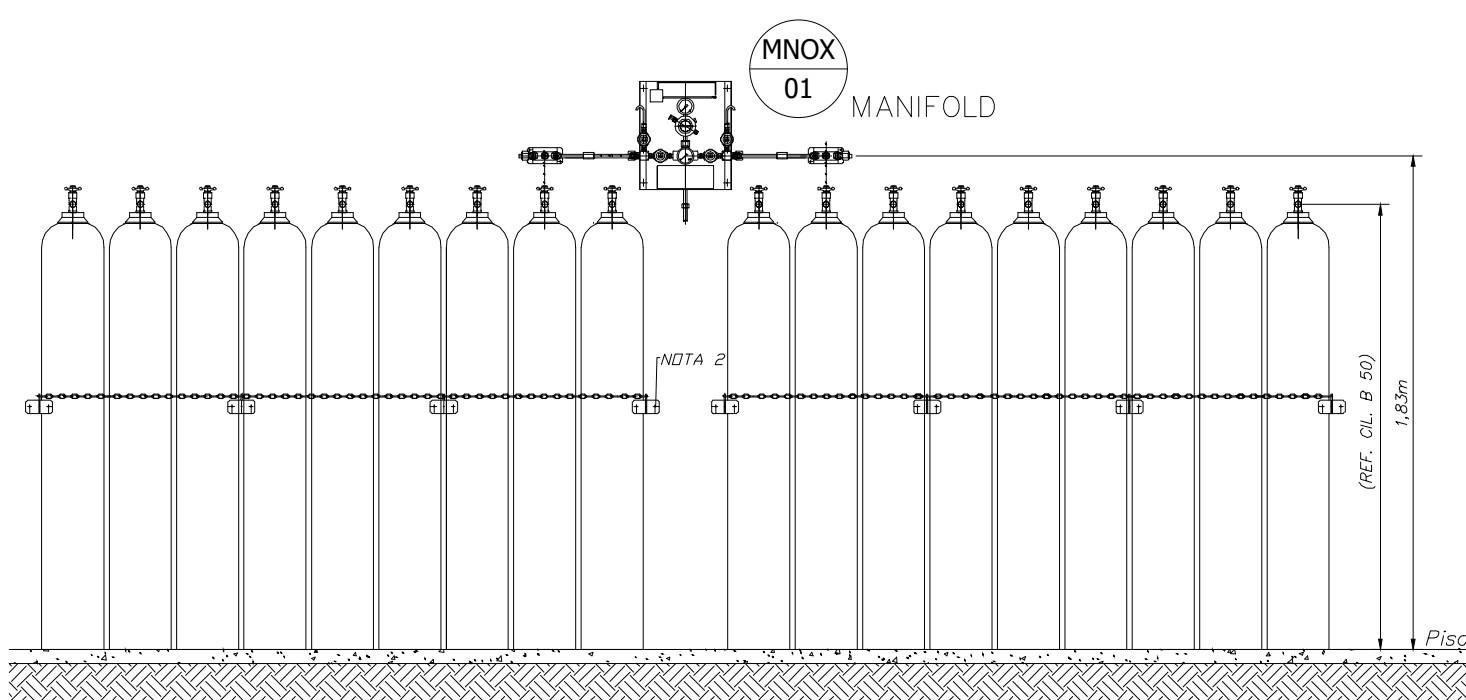 MNOX
01
MANIFOLD
NOTA 2
(REF. CIL. B 50)
1,83m
Piso